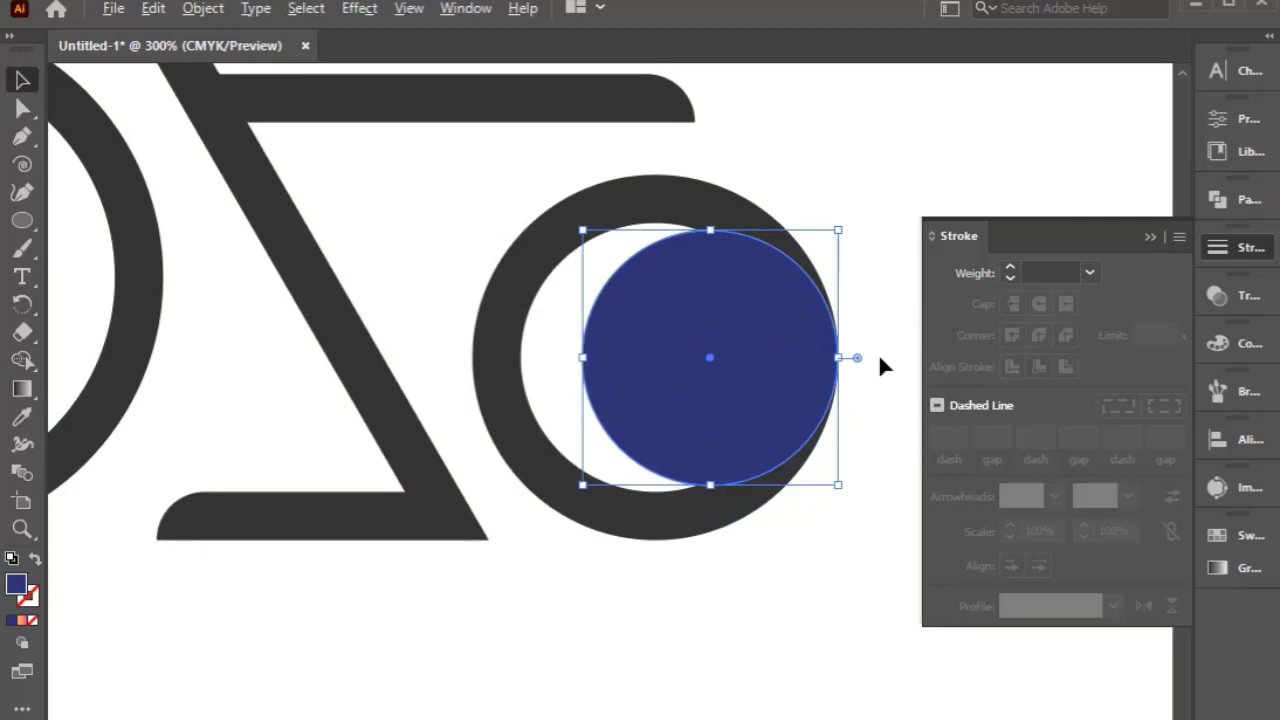 Ai File Edit Object Type Select Effect View Window Help Search Adobe Help
Untitled-1* @ 300% (CMYK/Preview) ×
Ch...
Pr...
Lib...
Pa...
Str...
Tr...
Co...
Br...
Ali...
Im...
Sw...
Gr...
Stroke
Weight:
Cap:
Corner: Limit: x
Align Stroke:
Dashed Line
dash gap dash gap dash gap
Arrowheads:
Scale: 100% 100%
Align:
Profile: